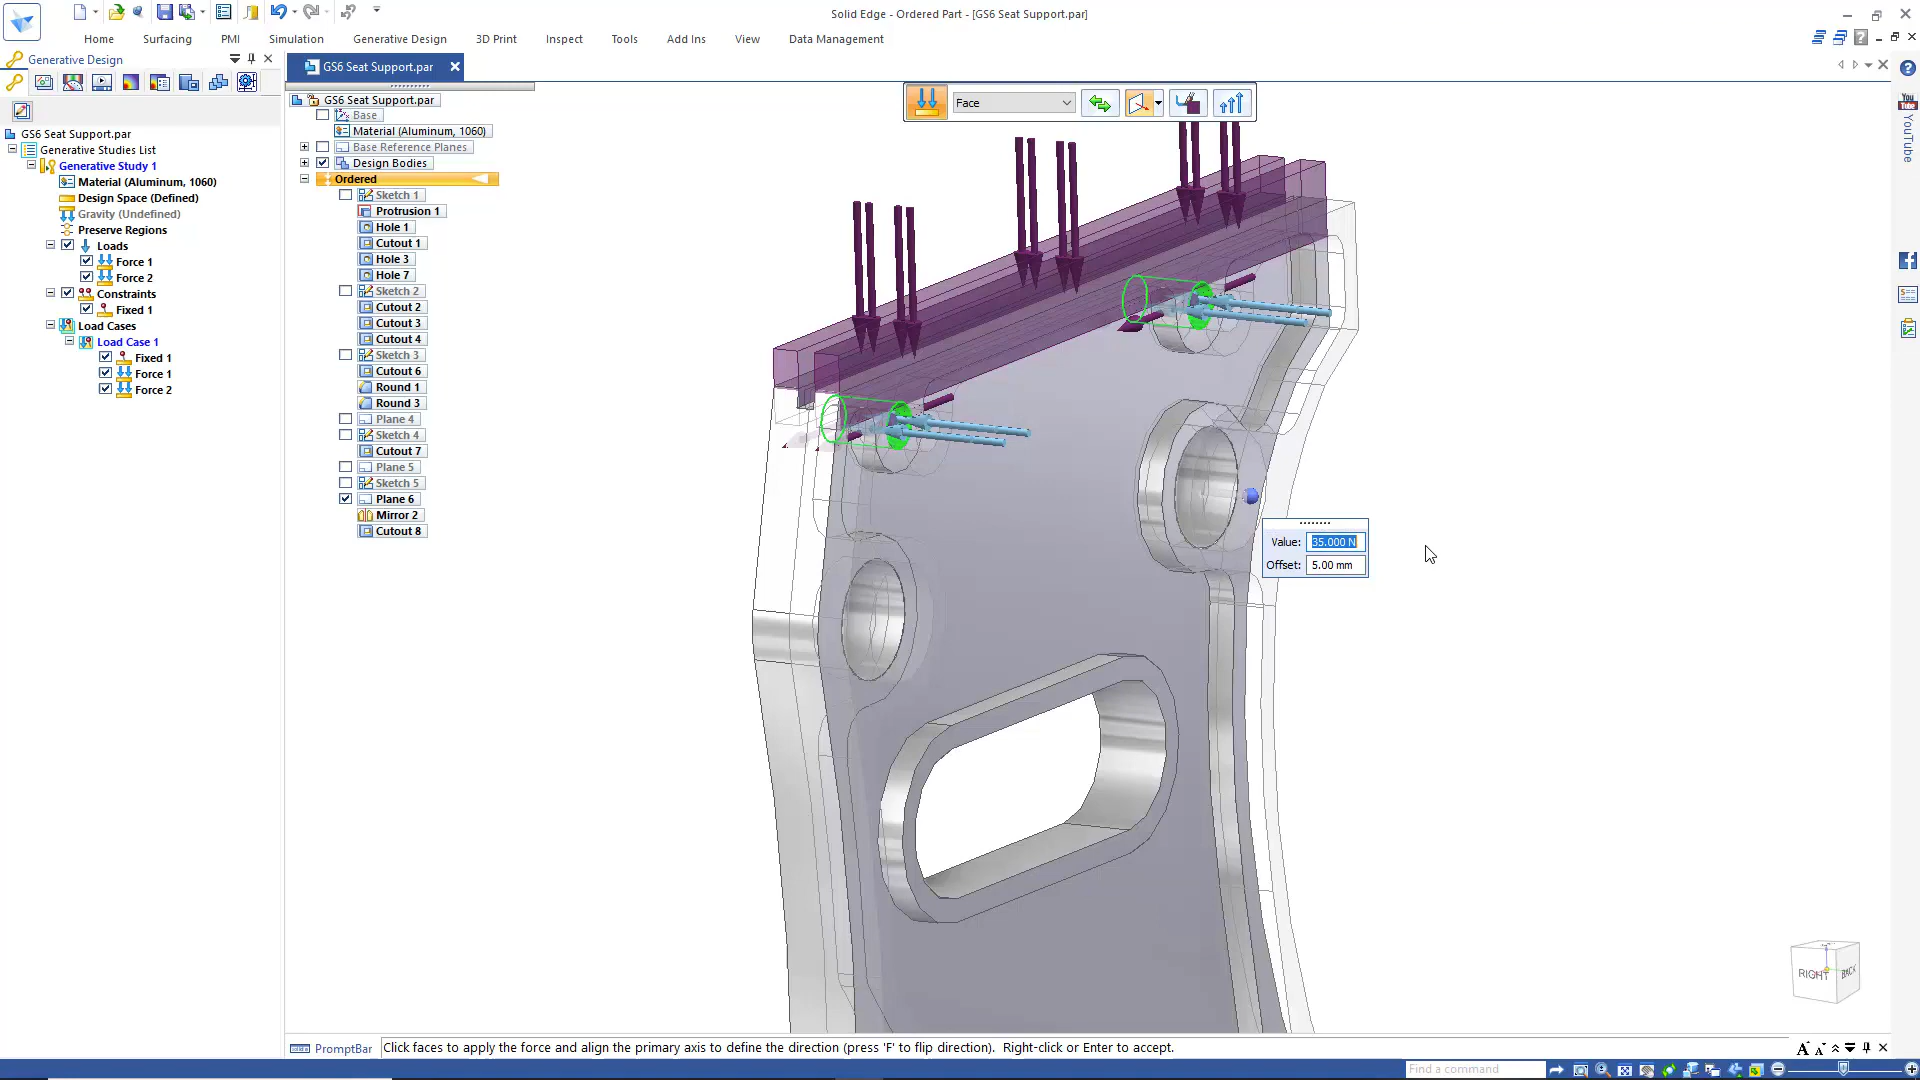 Solid Edge - Ordered Part - [GS6 Seat Support.par]
Home
Surfacing
PMI
Simulation
Generative Design
3D Print
Inspect
Tools
Add Ins
View
Data Management
Generative Design
GS6 Seat Support.par
Generative Studies List
Generative Study 1
Material (Aluminum, 1060)
Design Space (Defined)
Gravity (Undefined)
Preserve Regions
Loads
Force 1
Force 2
Constraints
Fixed 1
Load Cases
Load Case 1
Fixed 1
Force 1
Force 2
GS6 Seat Support.par
GS6 Seat Support.par
Base
Material (Aluminum, 1060)
Base Reference Planes
Design Bodies
Ordered
Sketch 1
Protrusion 1
Hole 1
Cutout 1
Hole 3
Hole 7
Sketch 2
Cutout 2
Cutout 3
Cutout 4
Sketch 3
Cutout 6
Round 1
Round 3
Plane 4
Sketch 4
Cutout 7
Plane 5
Sketch 5
Plane 6
Mirror 2
Cutout 8
Face
Value: 35.000 N
Offset: 5.00 mm
RIGHT
BACK
You Tube
YouTube
PromptBar
Click faces to apply the force and align the primary axis to define the direction (press 'F' to flip direction).  Right-click or Enter to accept.
Find a command